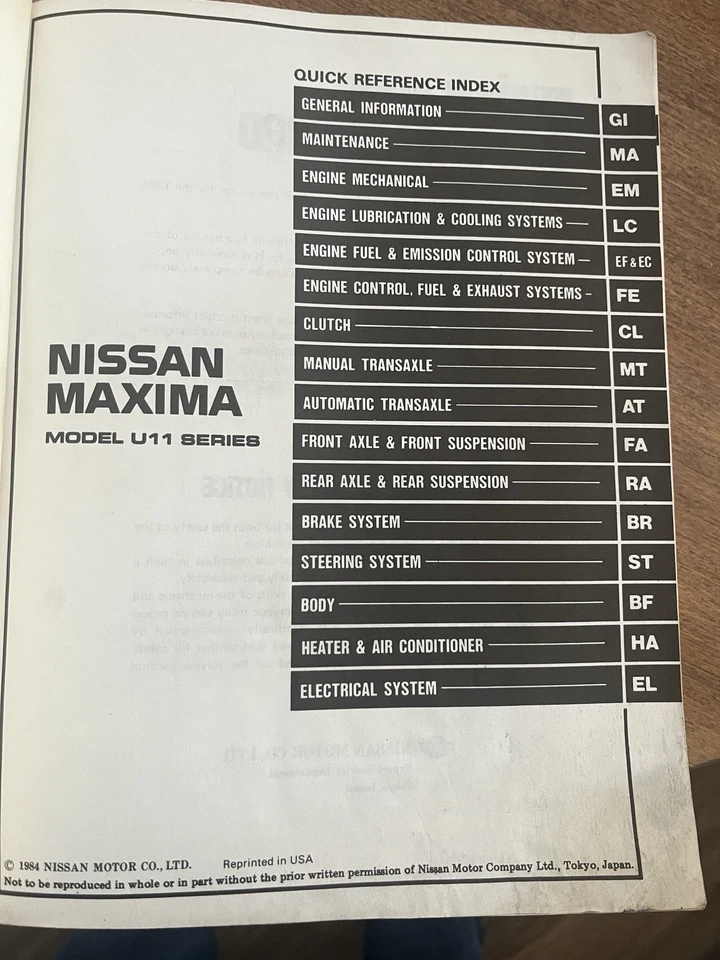 QUICK REFERENCE INDEX
GENERAL INFORMATION GI
MAINTENANCE MA
ENGINE MECHANICAL EM
ENGINE LUBRICATION & COOLING SYSTEMS LC
ENGINE FUEL & EMISSION CONTROL SYSTEM EF & EC
ENGINE CONTROL, FUEL & EXHAUST SYSTEMS FE
CLUTCH CL
MANUAL TRANSAXLE MT
AUTOMATIC TRANSAXLE AT
FRONT AXLE & FRONT SUSPENSION FA
REAR AXLE & REAR SUSPENSION RA
BRAKE SYSTEM BR
STEERING SYSTEM ST
BODY BF
HEATER & AIR CONDITIONER HA
ELECTRICAL SYSTEM EL
NISSAN
MAXIMA
MODEL U11 SERIES
© 1984 NISSAN MOTOR CO., LTD. Reprinted in USA
Not to be reproduced in whole or in part without the prior written permission of Nissan Motor Company Ltd., Tokyo, Japan.